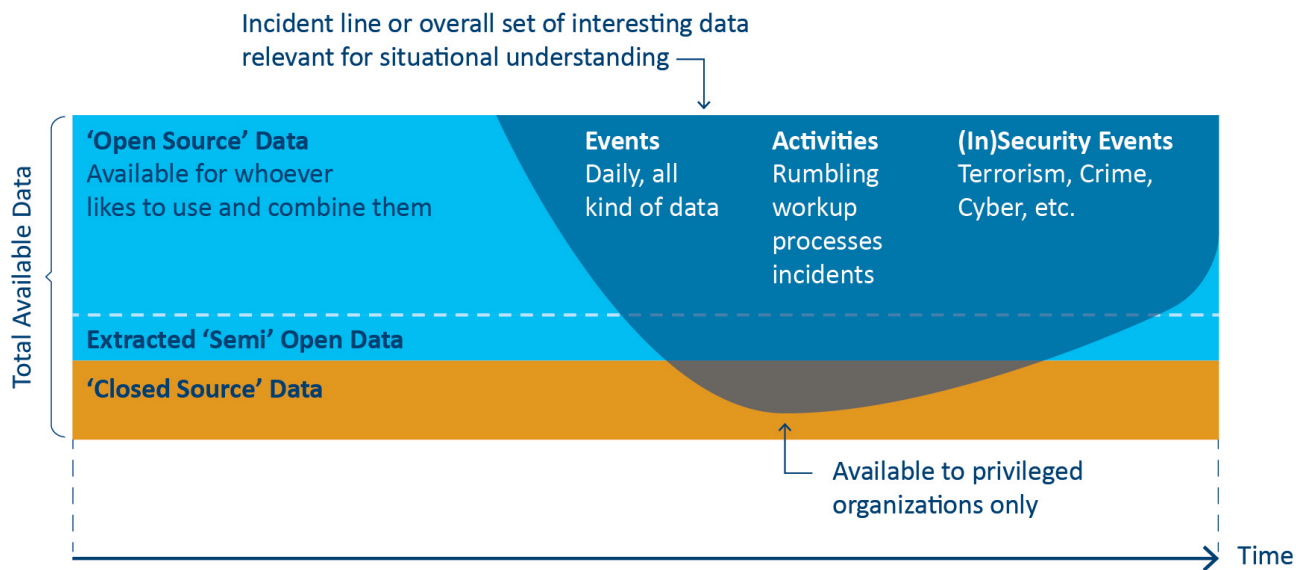 Incident line or overall set of interesting data
relevant for situational understanding
Total Available Data
‘Open Source’ Data
Available for whoever
likes to use and combine them
Events
Daily, all
kind of data
Activities
Rumbling
workup
processes
incidents
(In)Security Events
Terrorism, Crime,
Cyber, etc.
Extracted ‘Semi’ Open Data
‘Closed Source’ Data
Available to privileged
organizations only
Time